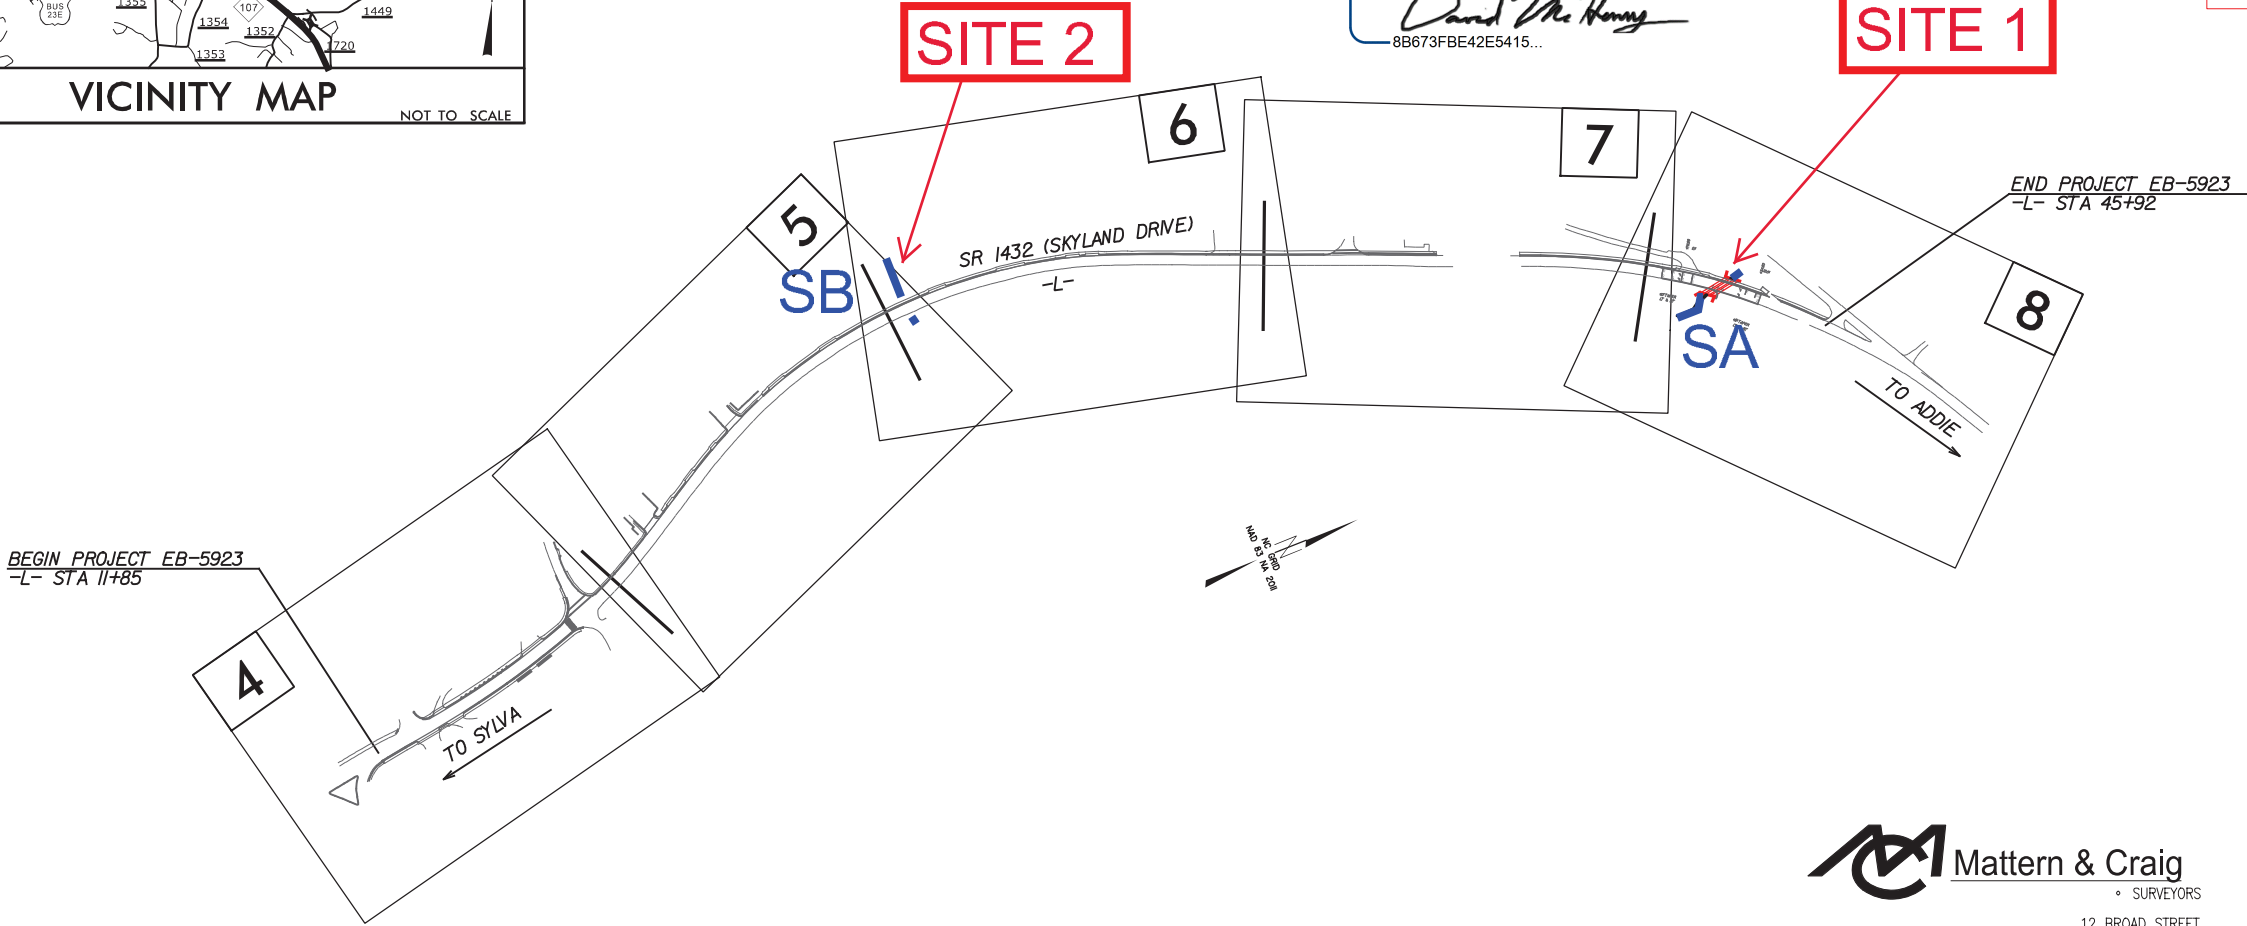 BUS
23E
1355
1354
1353
107
1352
1449
1720
VICINITY MAP
NOT TO SCALE
SITE 2
David McHenry
8B673FBE42E5415...
SITE 1
6
7
5
8
4
SR 1432 (SKYLAND DRIVE)
-L-
SB
SA
END PROJECT EB-5923
-L- STA 45+92
TO ADDIE
NC GRID
NAD 83 NA 2011
BEGIN PROJECT EB-5923
-L- STA 11+85
TO SYLVA
Mattern & Craig
SURVEYORS
12 BROAD STREET